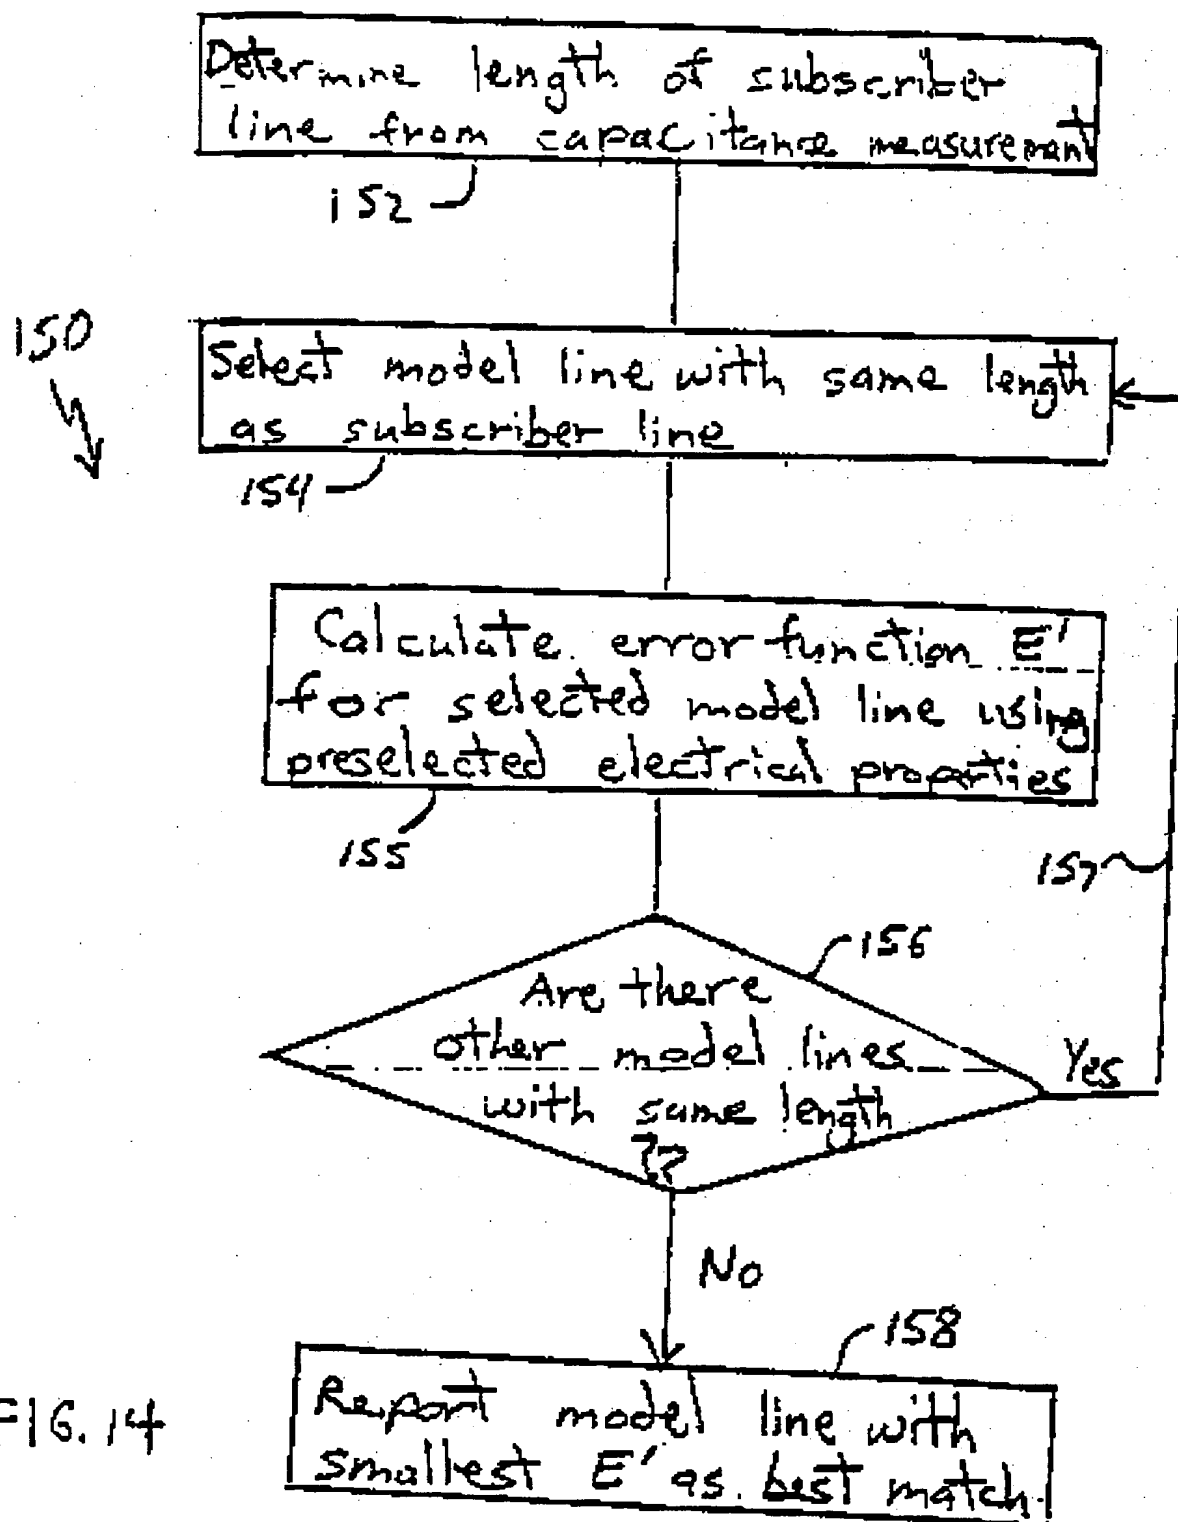 Determine length of subscriber
line from capacitance measurement
152
150
Select model line with same length
as subscriber line
154
Calculate error function E'
for selected model line using
preselected electrical properties
155
157
156
Are there
other model lines
with same length
??
Yes
No
158
Report model line with
smallest E' as best match.
FIG. 14